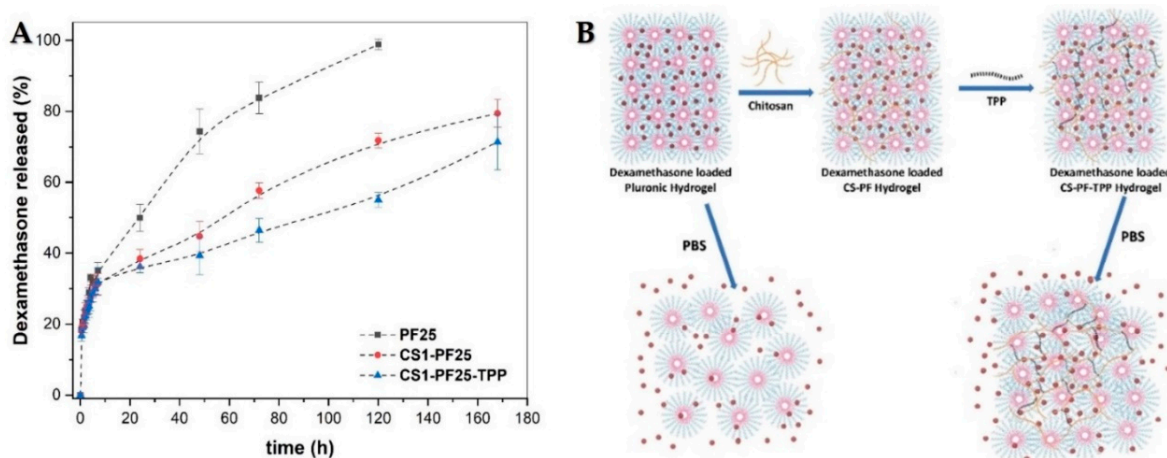 A
Dexamethasone released (%)
100
80
60
40
20
0
PF25
CS1-PF25
CS1-PF25-TPP
0 20 40 60 80 100 120 140 160 180
time (h)
B
Chitosan
TPP
Dexamethasone loaded
Pluronic Hydrogel
Dexamethasone loaded
CS-PF Hydrogel
Dexamethasone loaded
CS-PF-TPP Hydrogel
PBS
PBS